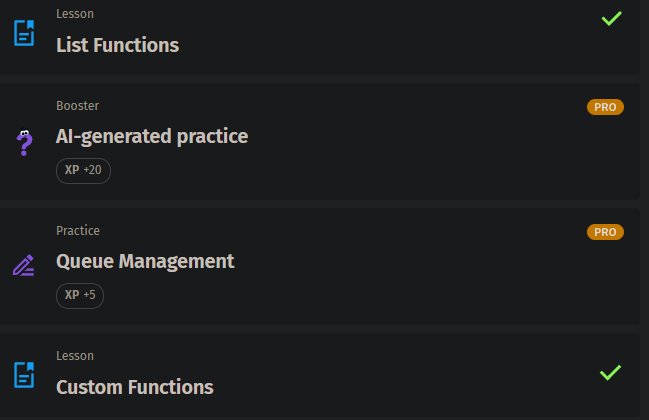 Lesson
List Functions
Booster
PRO
AI-generated practice
XP +20
Practice
PRO
Queue Management
XP +5
Lesson
Custom Functions